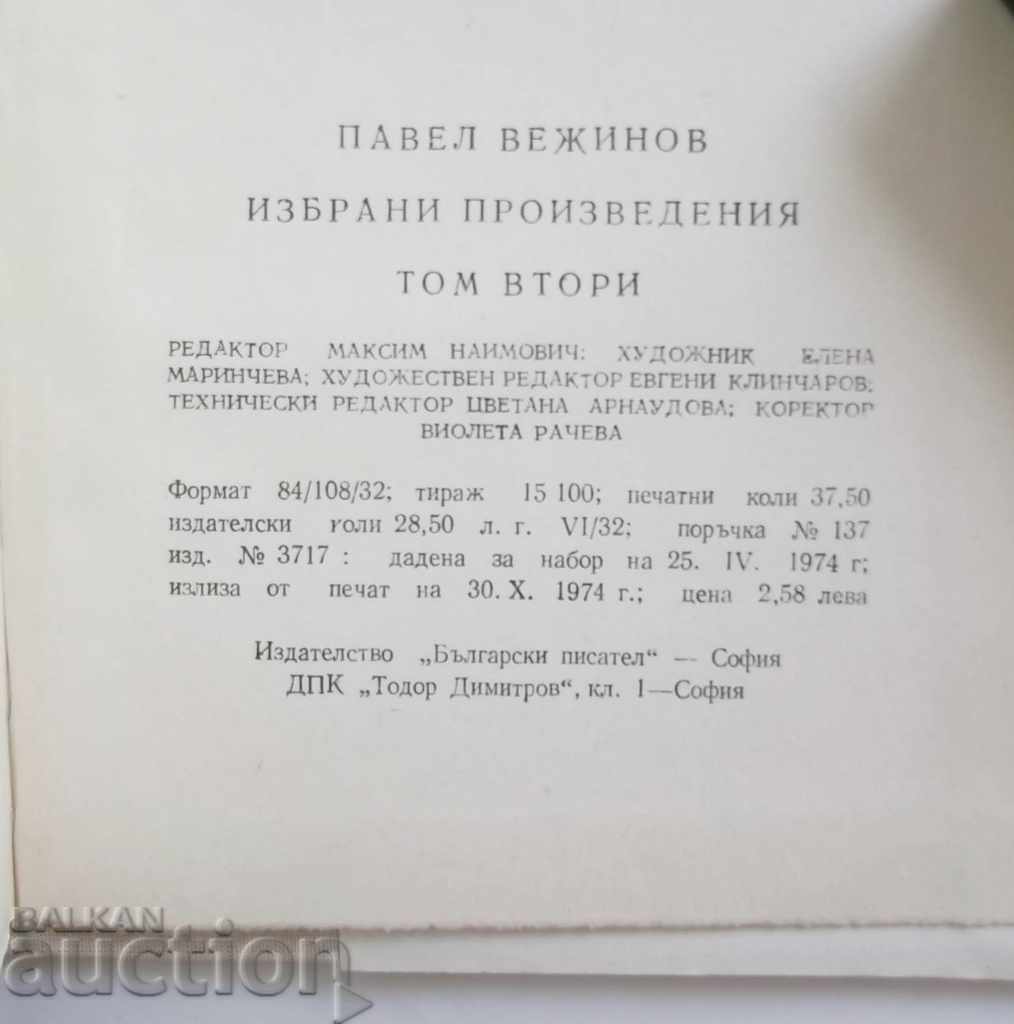 ПАВЕЛ ВЕЖИНОВ
ИЗБРАНИ ПРОИЗВЕДЕНИЯ
ТОМ ВТОРИ
РЕДАКТОР МАКСИМ НАИМОВИЧ; ХУДОЖНИК ЕЛЕНА
МАРИНЧЕВА; ХУДОЖЕСТВЕН РЕДАКТОР ЕВГЕНИ КЛИНЧАРОВ;
ТЕХНИЧЕСКИ РЕДАКТОР ЦВЕТАНА АРНАУДОВА; КОРЕКТОР
ВИОЛЕТА РАЧЕВА
Формат 84/108/32; тираж 15 100; печатни коли 37,50
издателски коли 28,50 л. г. VI/32; поръчка № 137
изд. № 3717 : дадена за набор на 25. IV. 1974 г;
излиза от печат на 30. X. 1974 г.; цена 2,58 лева
Издателство „Български писател“ — София
ДПК „Тодор Димитров“, кл. 1—София
BALKAN
auction